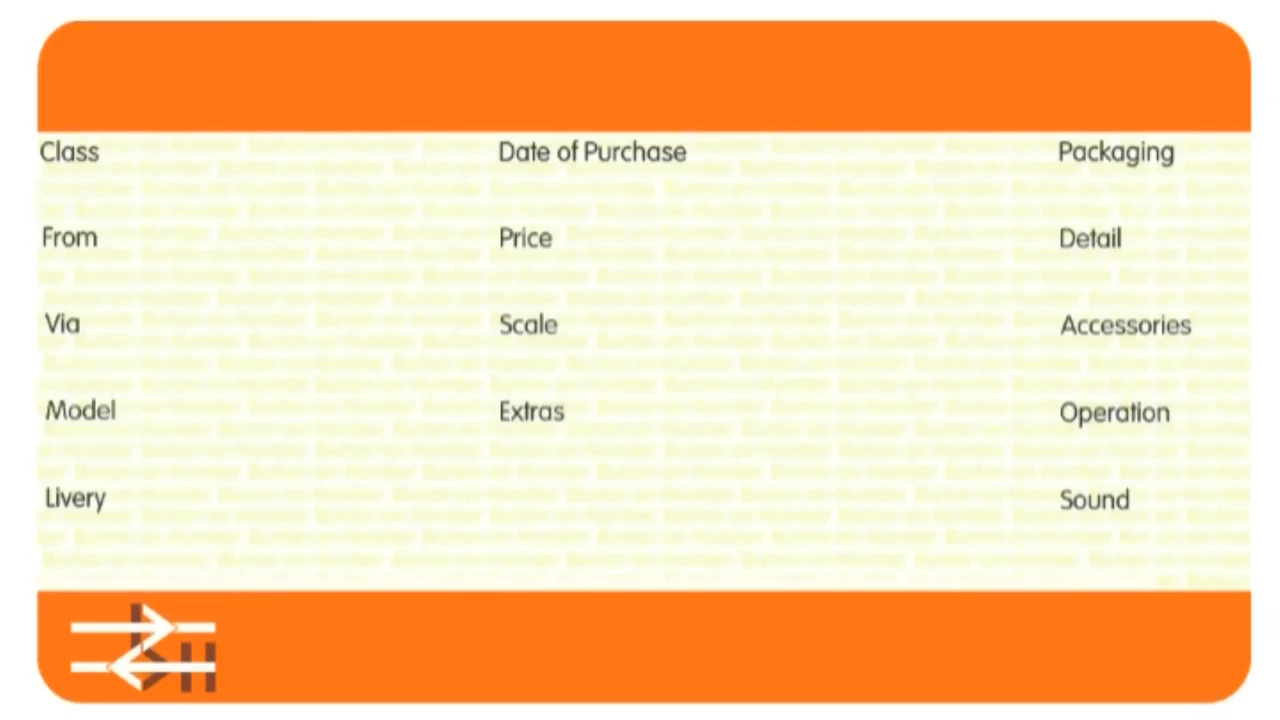 Class
Date of Purchase
Packaging
From
Price
Detail
Via
Scale
Accessories
Model
Extras
Operation
Livery
Sound